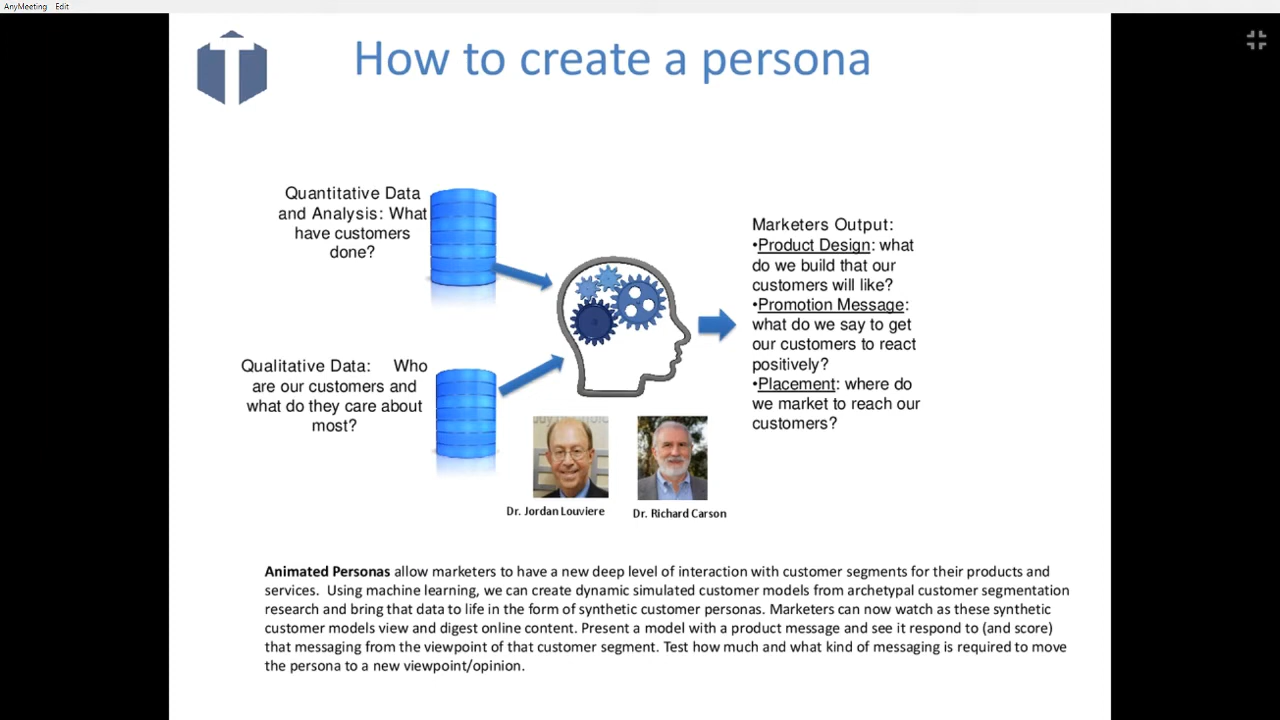 AnyMeeting Edit
T
How to create a persona
Quantitative Data
and Analysis: What
have customers
done?
Qualitative Data: Who
are our customers and
what do they care about
most?
Marketers Output:
•Product Design: what
do we build that our
customers will like?
•Promotion Message:
what do we say to get
our customers to react
positively?
•Placement: where do
we market to reach our
customers?
Dr. Jordan Louviere
Dr. Richard Carson
Animated Personas allow marketers to have a new deep level of interaction with customer segments for their products and
services. Using machine learning, we can create dynamic simulated customer models from archetypal customer segmentation
research and bring that data to life in the form of synthetic customer personas. Marketers can now watch as these synthetic
customer models view and digest online content. Present a model with a product message and see it respond to (and score)
that messaging from the viewpoint of that customer segment. Test how much and what kind of messaging is required to move
the persona to a new viewpoint/opinion.